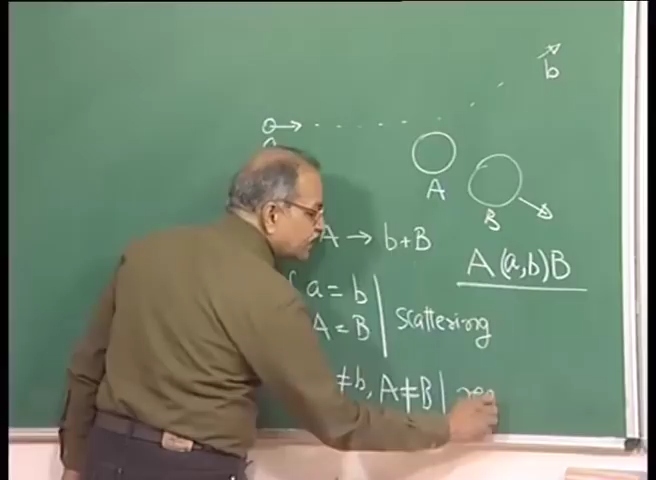 b
A
B
A → b+B
A(a,b)B
a = b
A = B
Scattering
≠b, A≠B